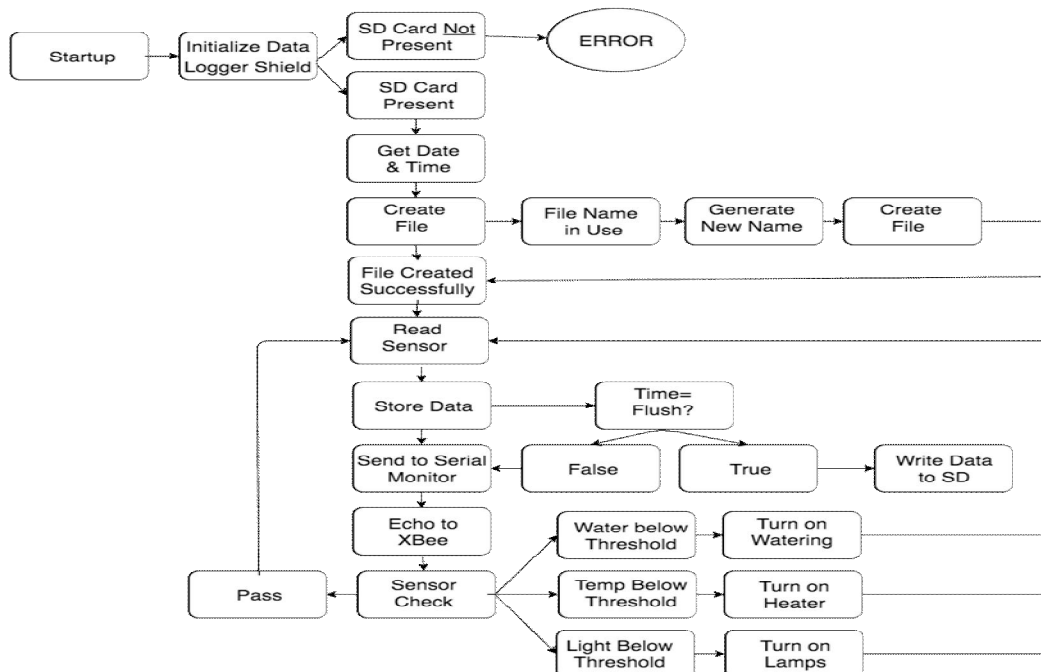 Startup
Initialize Data
Logger Shield
SD Card Not
Present
ERROR
SD Card
Present
Get Date
& Time
Create
File
File Name
in Use
Generate
New Name
Create
File
File Created
Successfully
Read
Sensor
Store Data
Time=
Flush?
Send to Serial
Monitor
False
True
Write Data
to SD
Echo to
XBee
Water below
Threshold
Turn on
Watering
Pass
Sensor
Check
Temp Below
Threshold
Turn on
Heater
Light Below
Threshold
Turn on
Lamps